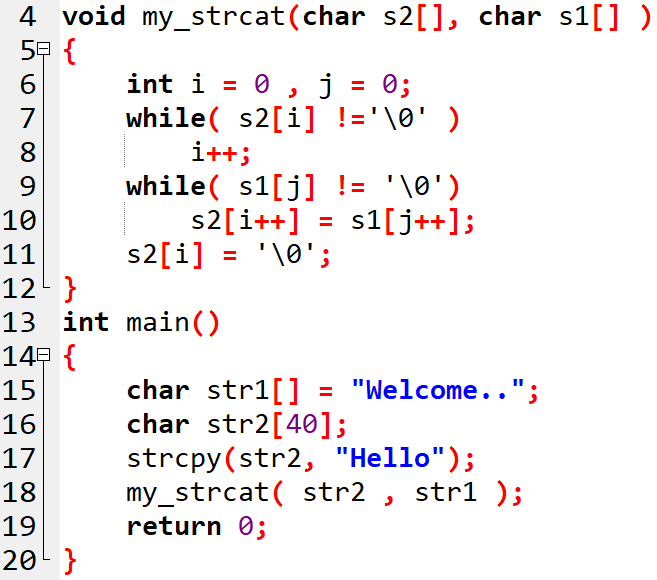 4 void my_strcat(char s2[], char s1[] )
5 {
6     int i = 0 , j = 0;
7     while( s2[i] !='\0' )
8         i++;
9     while( s1[j] != '\0')
10         s2[i++] = s1[j++];
11     s2[i] = '\0';
12 }
13 int main()
14 {
15     char str1[] = "Welcome..";
16     char str2[40];
17     strcpy(str2, "Hello");
18     my_strcat( str2 , str1 );
19     return 0;
20 }